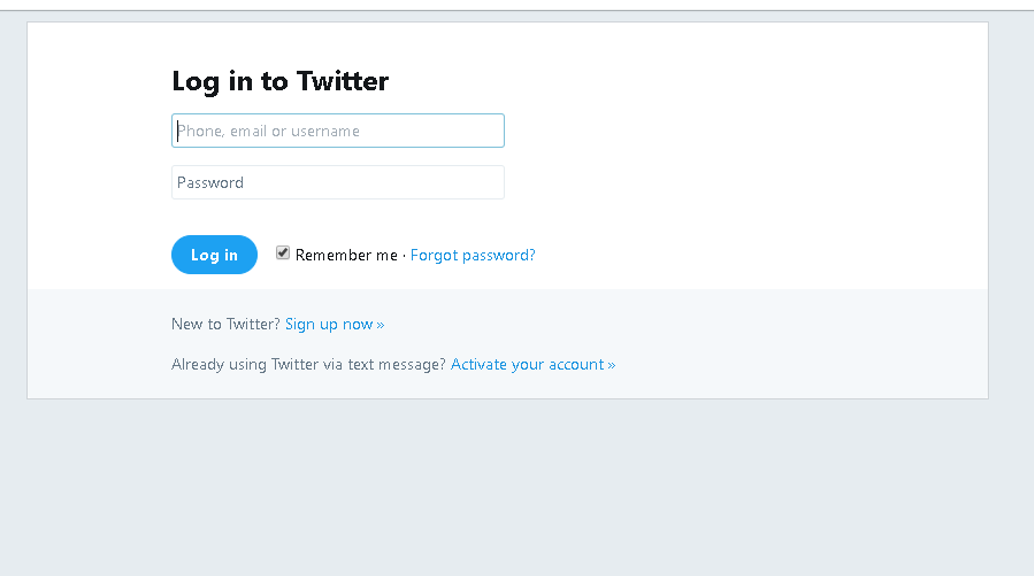 Log in to Twitter
Phone, email or username
Password
Log in Remember me · Forgot password?
New to Twitter? Sign up now »
Already using Twitter via text message? Activate your account »